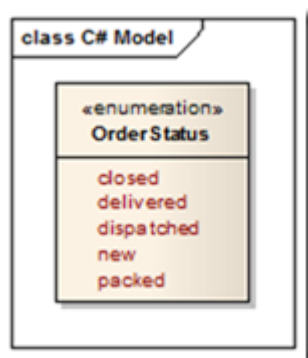 class C# Model
«enumeration»
OrderStatus
closed
delivered
dispatched
new
packed